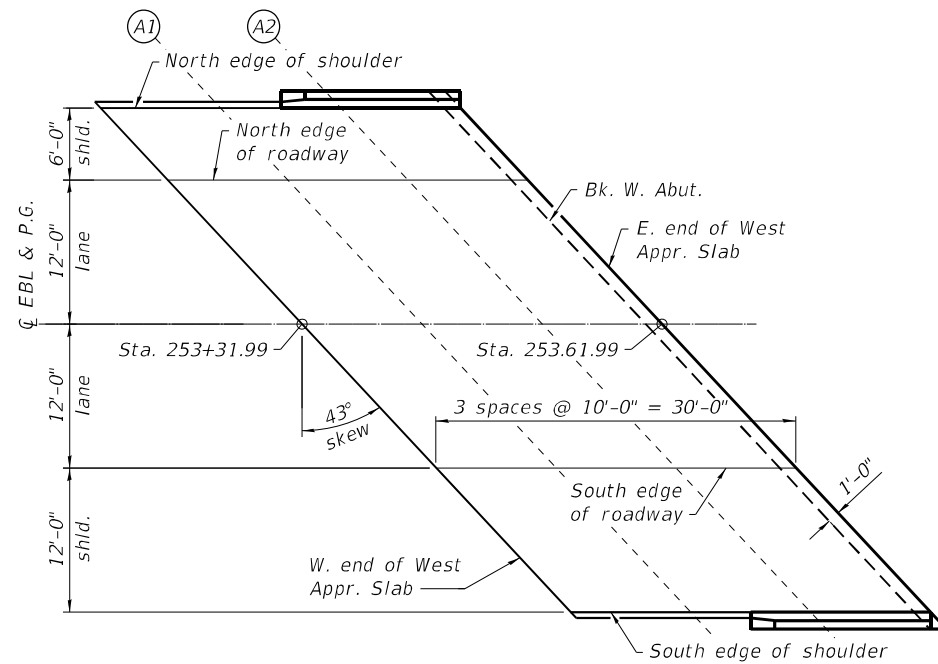 A1
A2
North edge of shoulder
North edge
of roadway
6'-0"
shld.
12'-0"
lane
℄ EBL & P.G.
Bk. W. Abut.
E. end of West
Appr. Slab
Sta. 253+31.99
Sta. 253.61.99
12'-0"
lane
43°
skew
3 spaces @ 10'-0" = 30'-0"
South edge
of roadway
1'-0"
12'-0"
shld.
W. end of West
Appr. Slab
South edge of shoulder